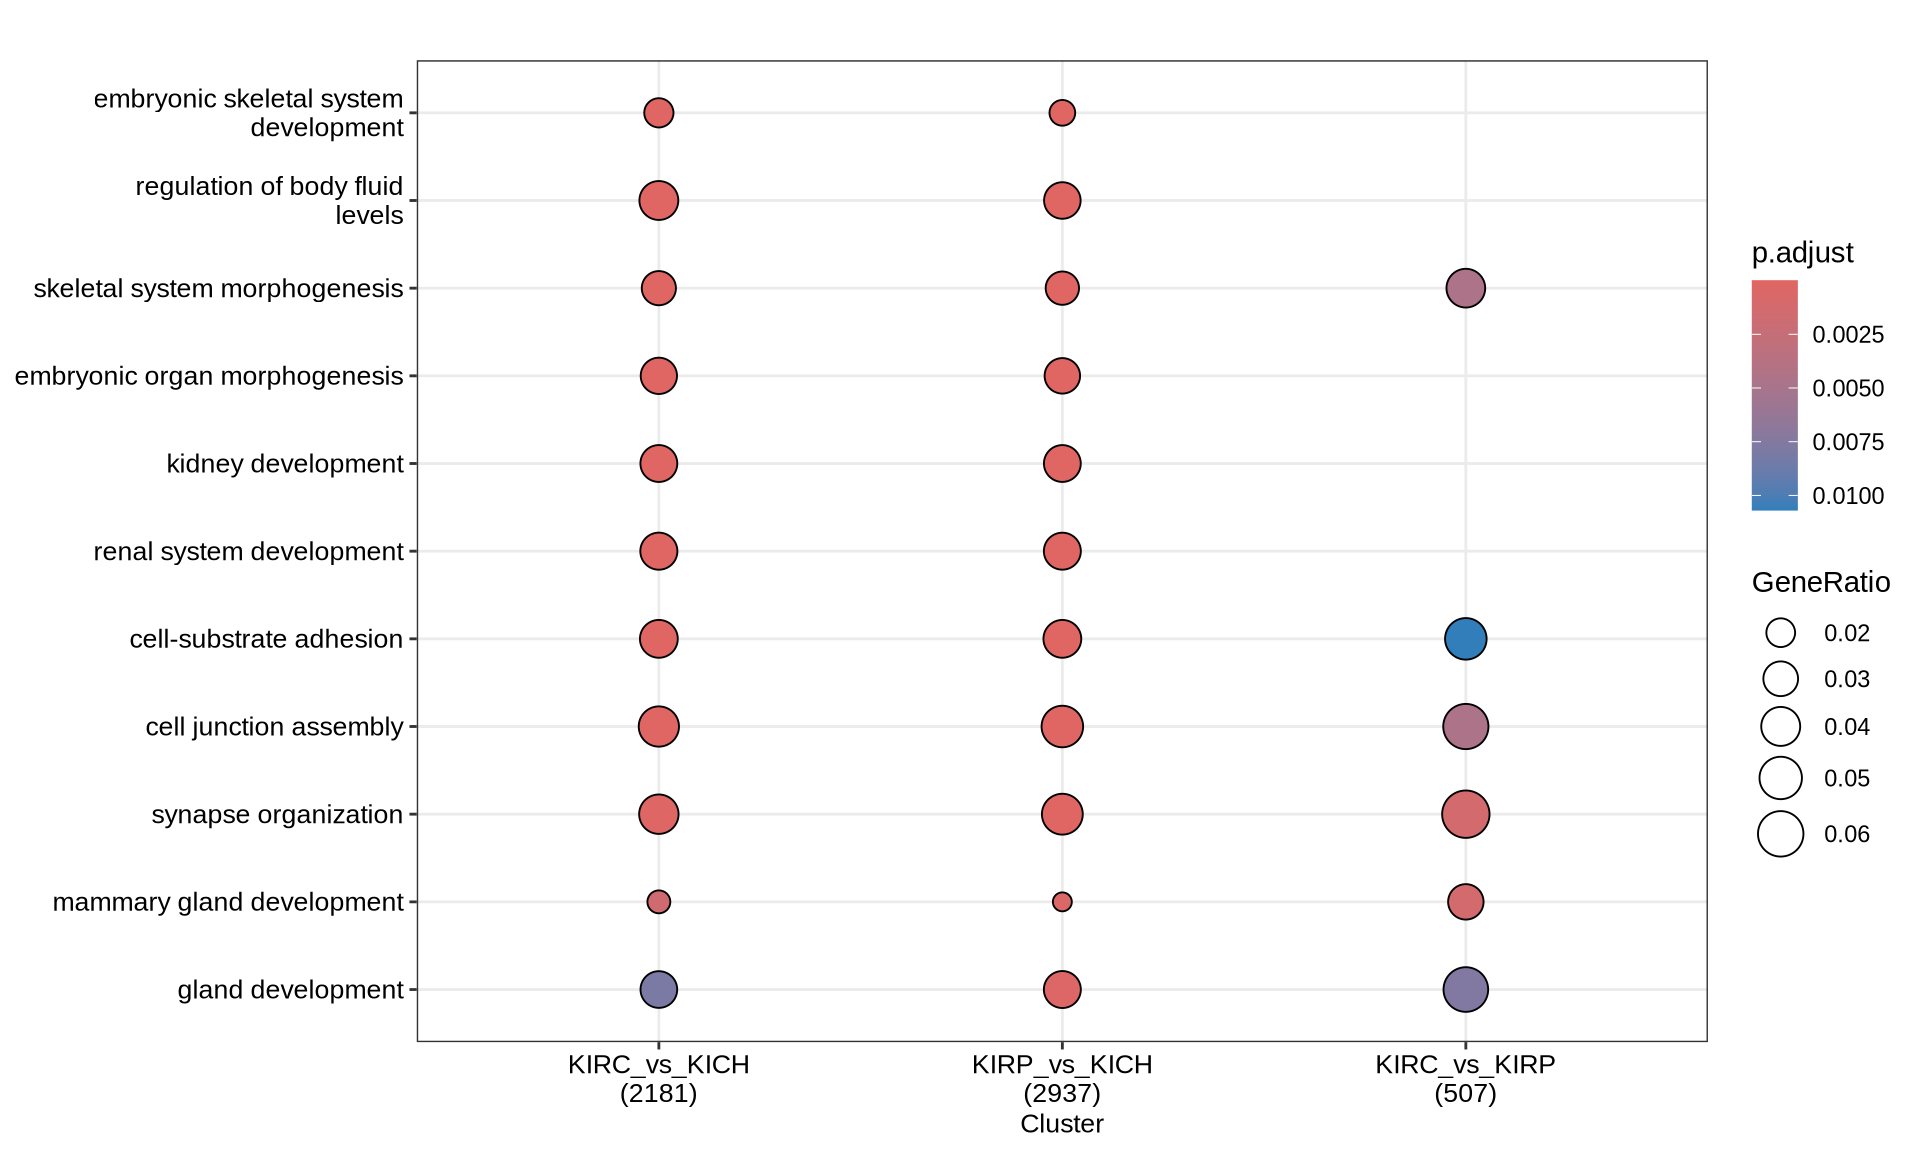 embryonic skeletal system
development
regulation of body fluid
levels
skeletal system morphogenesis
embryonic organ morphogenesis
kidney development
renal system development
cell-substrate adhesion
cell junction assembly
synapse organization
mammary gland development
gland development
KIRC_vs_KICH
(2181)
KIRP_vs_KICH
(2937)
KIRC_vs_KIRP
(507)
Cluster
p.adjust
0.0025
0.0050
0.0075
0.0100
GeneRatio
0.02
0.03
0.04
0.05
0.06